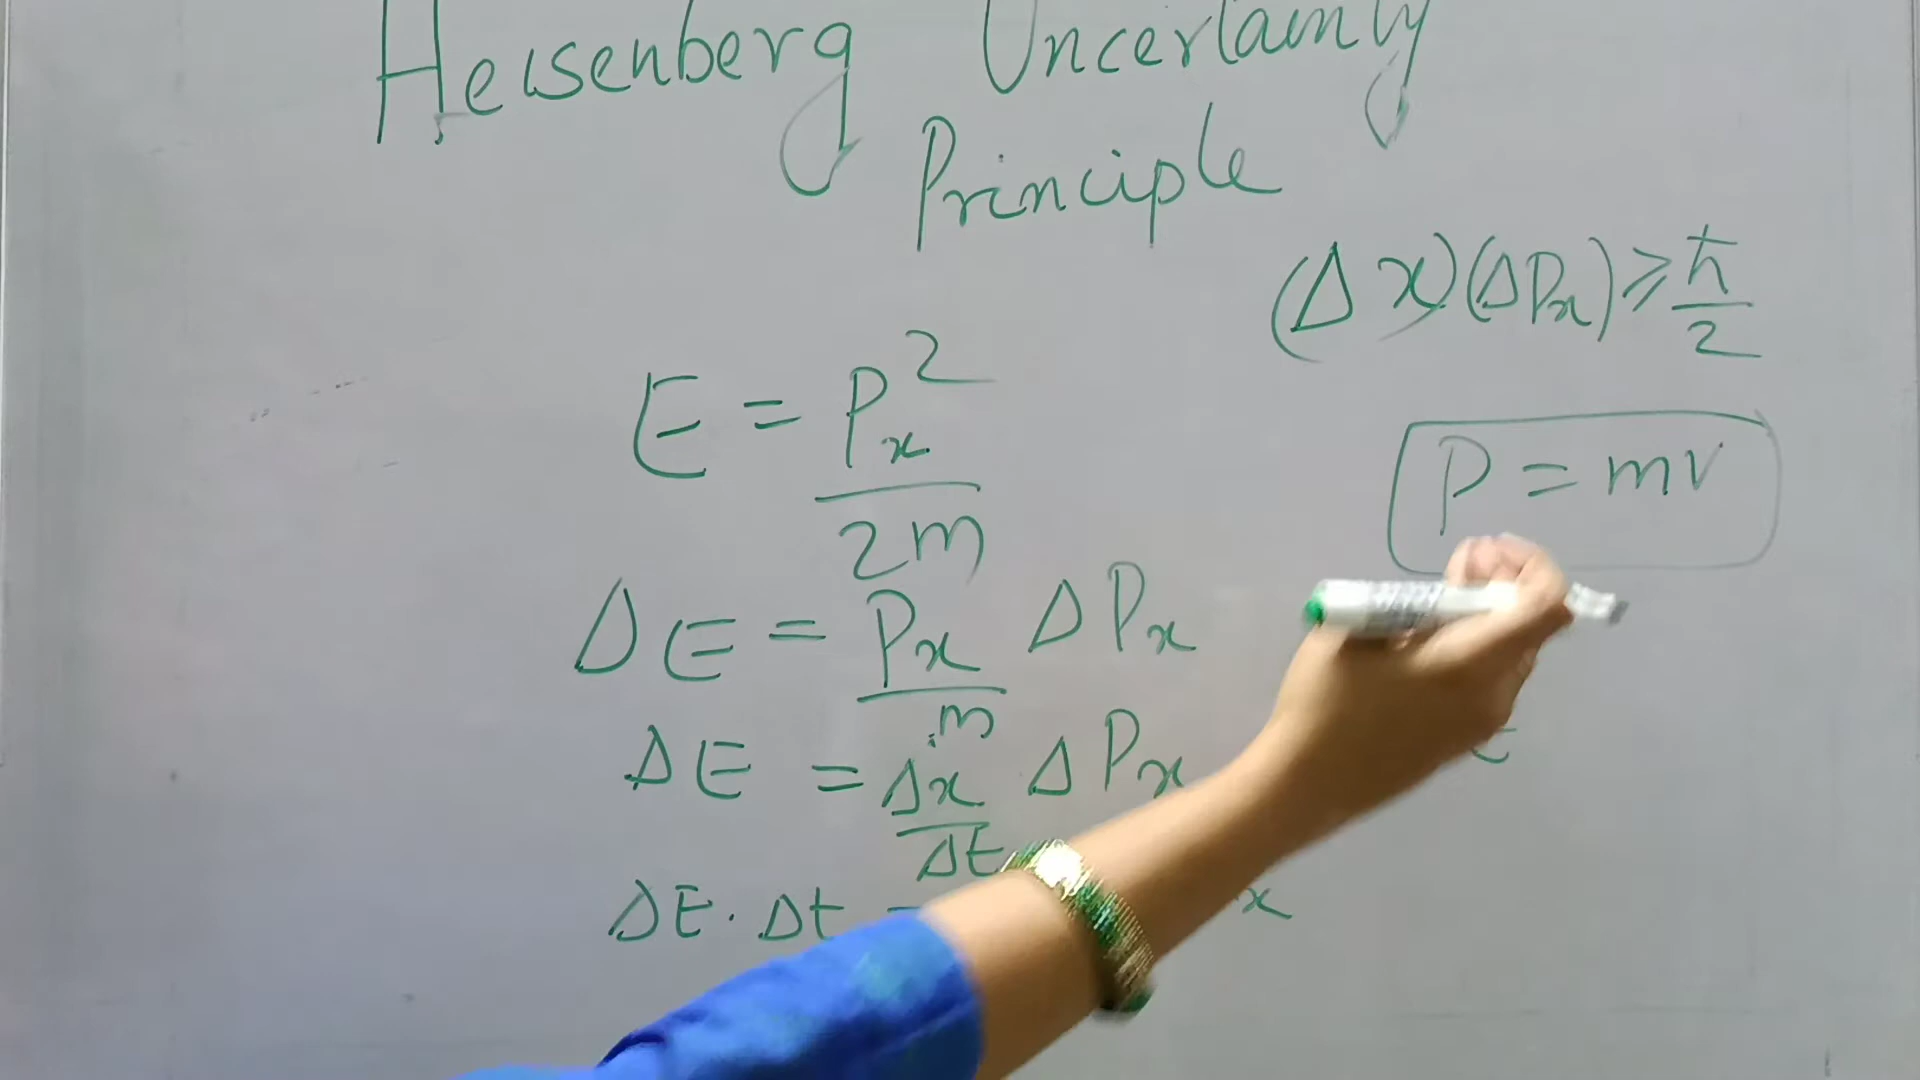 Heisenberg Uncertainty
Principle
(Δx)(ΔPx) ≥ ℏ/2
E = Px²/2m
P = mv
ΔE = Px/m ΔPx
ΔE = Δx/Δt ΔPx
ΔE · Δt
x